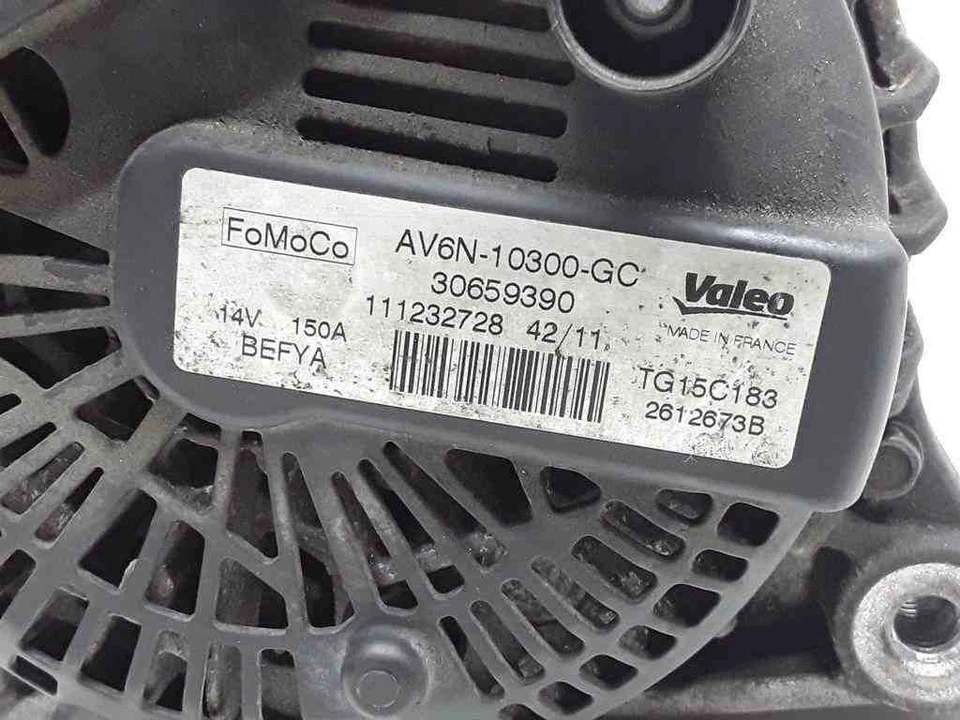 FoMoCo
AV6N-10300-GC
30659390
111232728 42/11
14V 150A
BEFYA
Valeo
MADE IN FRANCE
TG15C183
2612673B